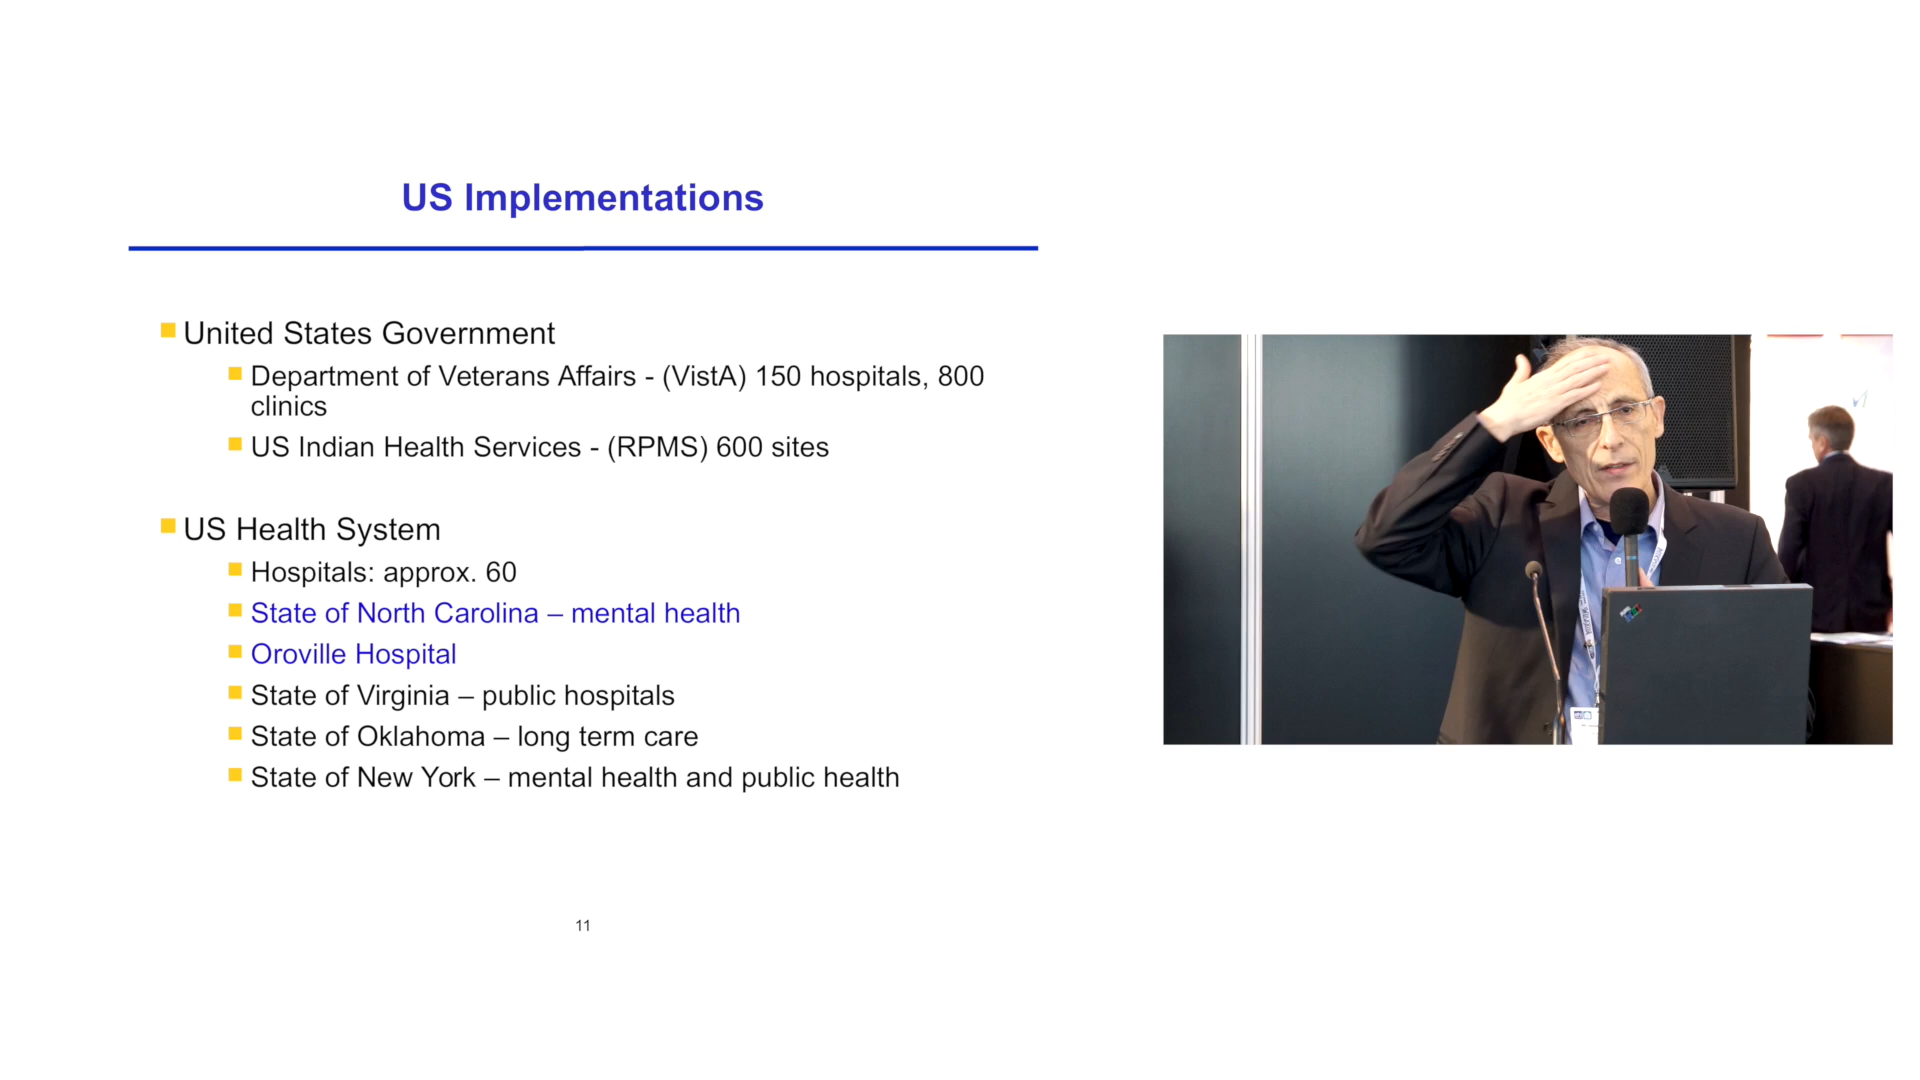 US Implementations
United States Government
Department of Veterans Affairs - (VistA) 150 hospitals, 800
clinics
US Indian Health Services - (RPMS) 600 sites
US Health System
Hospitals: approx. 60
State of North Carolina – mental health
Oroville Hospital
State of Virginia – public hospitals
State of Oklahoma – long term care
State of New York – mental health and public health
11